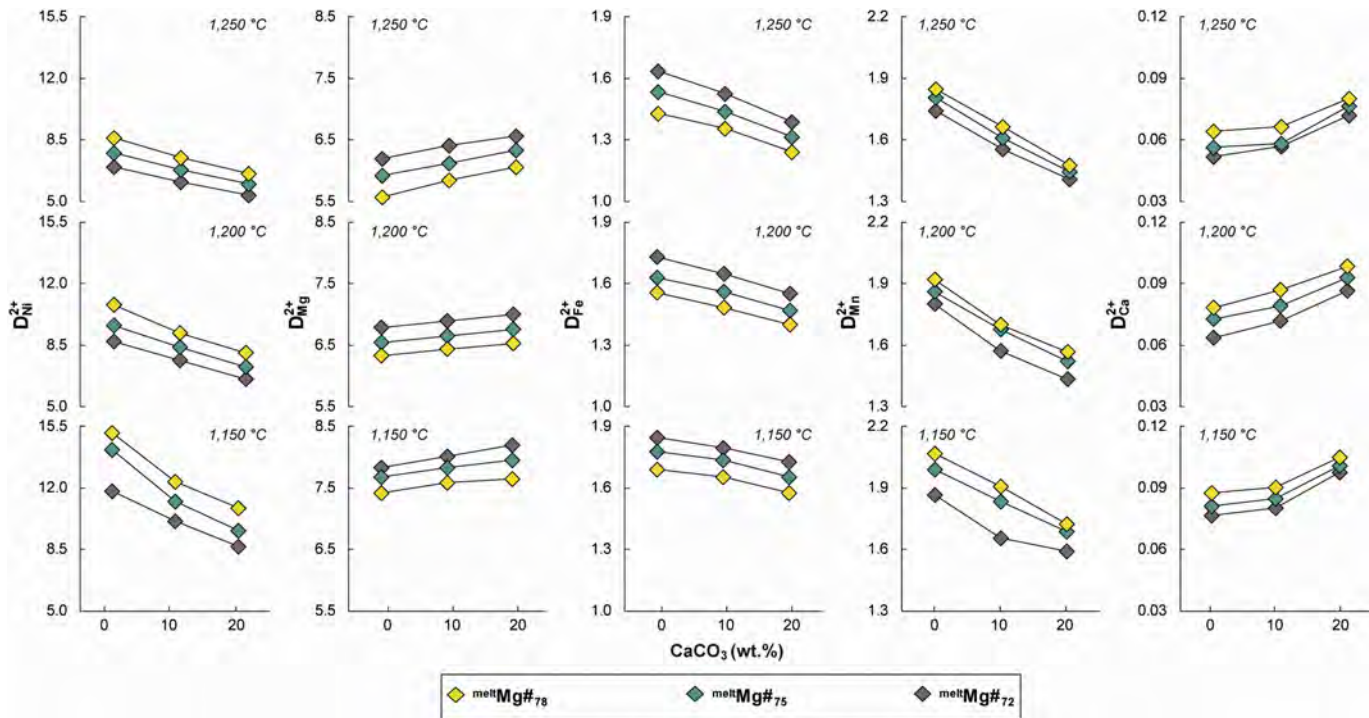 15.5 12.0 8.5 5.0 1,250 °C
8.5 7.5 6.5 5.5 1,250 °C
1.9 1.6 1.3 1.0 1,250 °C
2.2 1.9 1.6 1.3 1,250 °C
0.12 0.09 0.06 0.03 1,250 °C
15.5 12.0 8.5 5.0 1,200 °C
D2+Ni
8.5 7.5 6.5 5.5 1,200 °C
D2+Mg
1.9 1.6 1.3 1.0 1,200 °C
D2+Fe
2.2 1.9 1.6 1.3 1,200 °C
D2+Mn
0.12 0.09 0.06 0.03 1,200 °C
D2+Ca
15.5 12.0 8.5 5.0 1,150 °C
8.5 7.5 6.5 5.5 1,150 °C
1.9 1.6 1.3 1.0 1,150 °C
2.2 1.9 1.6 1.3 1,150 °C
0.12 0.09 0.06 0.03 1,150 °C
0 10 20 0 10 20 0 10 20 0 10 20 0 10 20
CaCO3 (wt.%)
meltMg#78 meltMg#75 meltMg#72